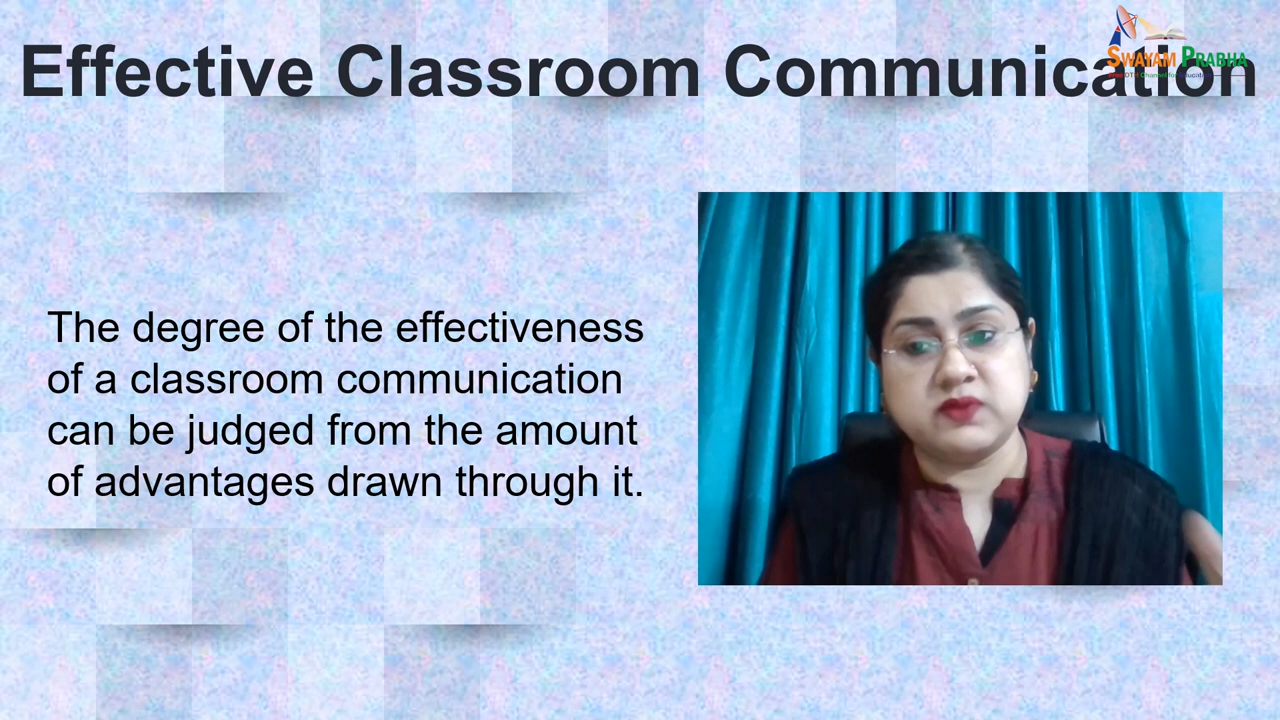 Effective Classroom Communication
SWAYAM PRABHA
The degree of the effectiveness
of a classroom communication
can be judged from the amount
of advantages drawn through it.